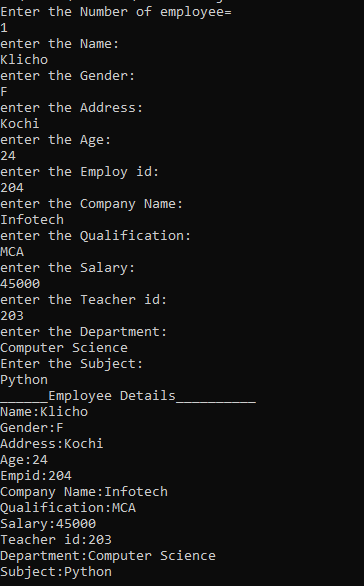 Enter the Number of employee=
1
enter the Name:
Klicho
enter the Gender:
F
enter the Address:
Kochi
enter the Age:
24
enter the Employ id:
204
enter the Company Name:
Infotech
enter the Qualification:
MCA
enter the Salary:
45000
enter the Teacher id:
203
enter the Department:
Computer Science
Enter the Subject:
Python
______Employee Details__________
Name:Klicho
Gender:F
Address:Kochi
Age:24
Empid:204
Company Name:Infotech
Qualification:MCA
Salary:45000
Teacher id:203
Department:Computer Science
Subject:Python